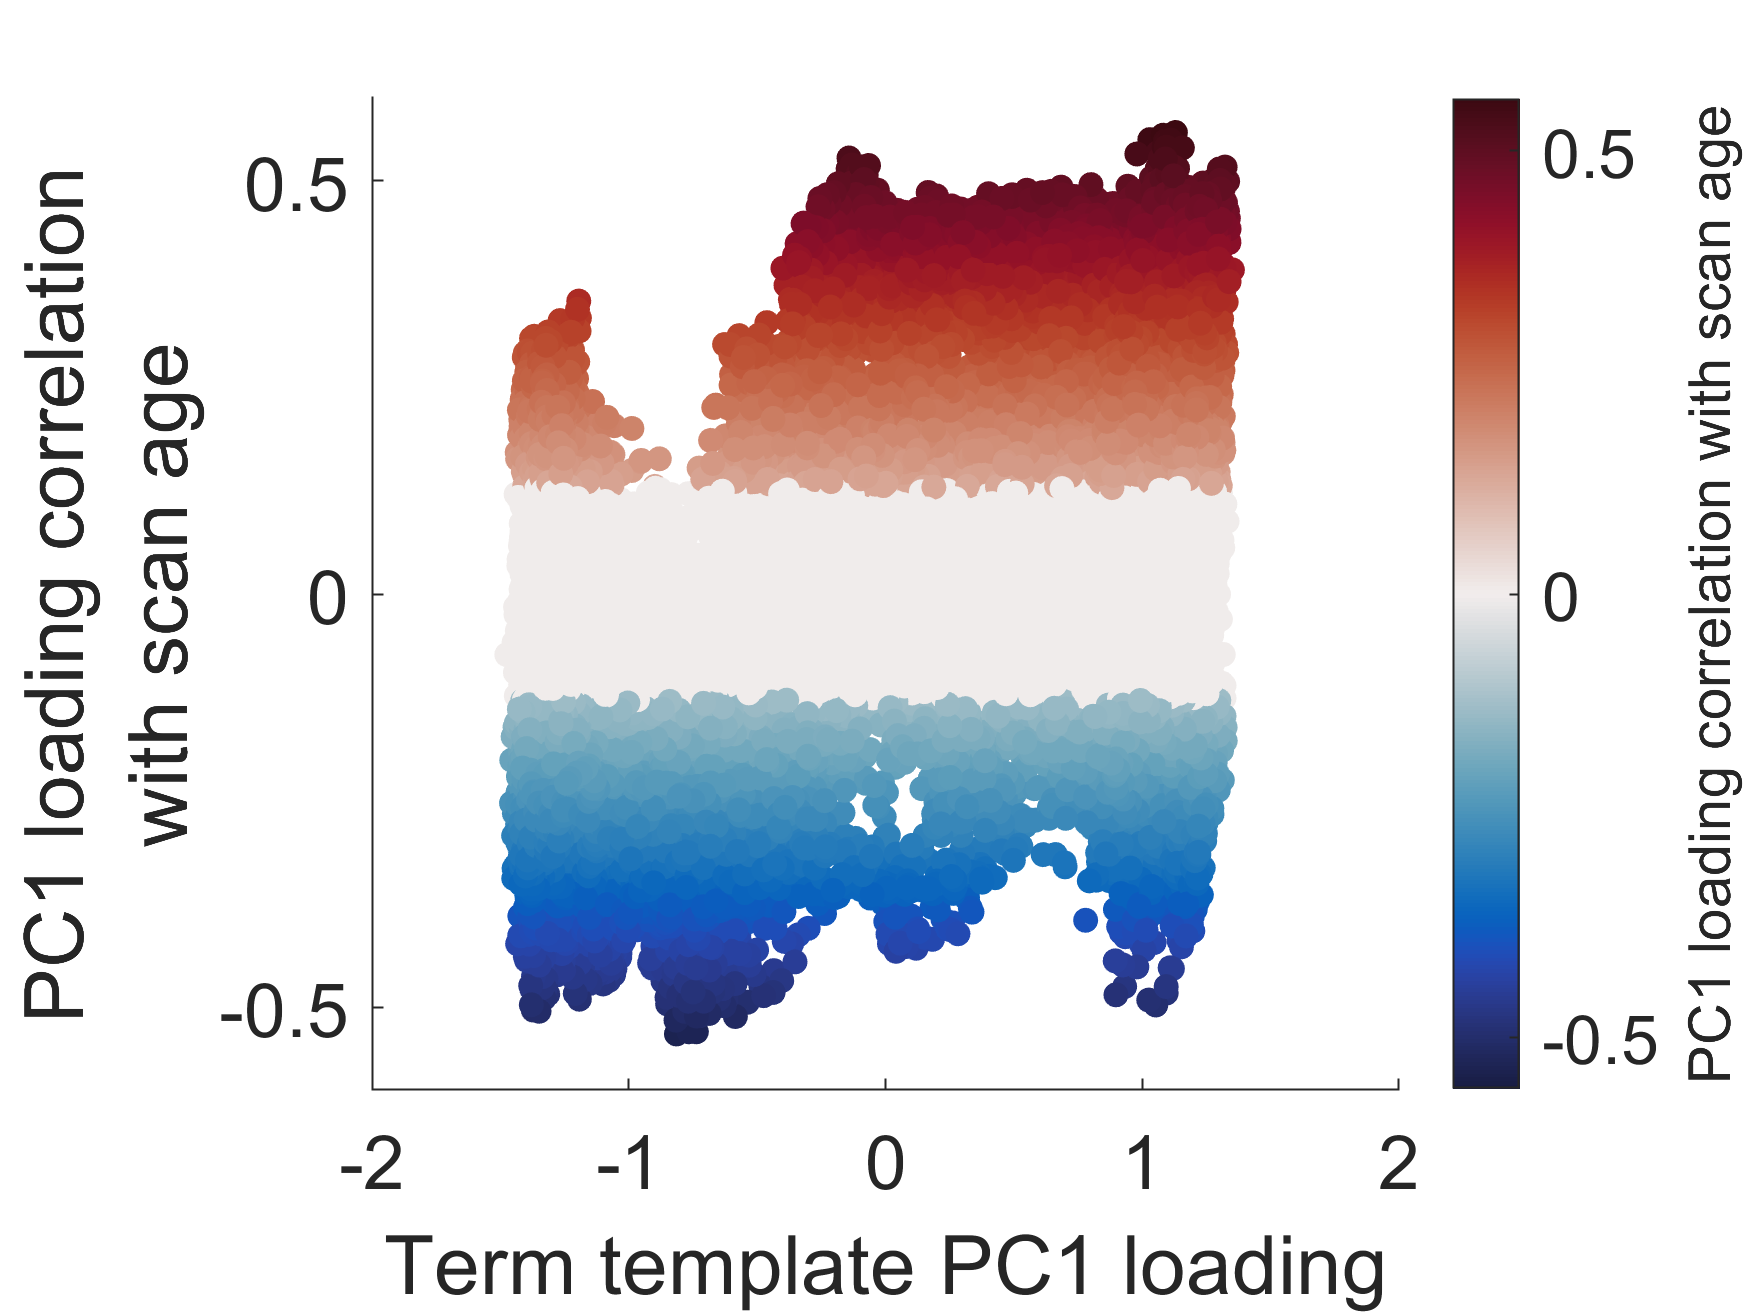 PC1 loading correlation
with scan age
0.5
0
-0.5
-2
-1
0
1
2
Term template PC1 loading
0.5
0
-0.5
PC1 loading correlation with scan age